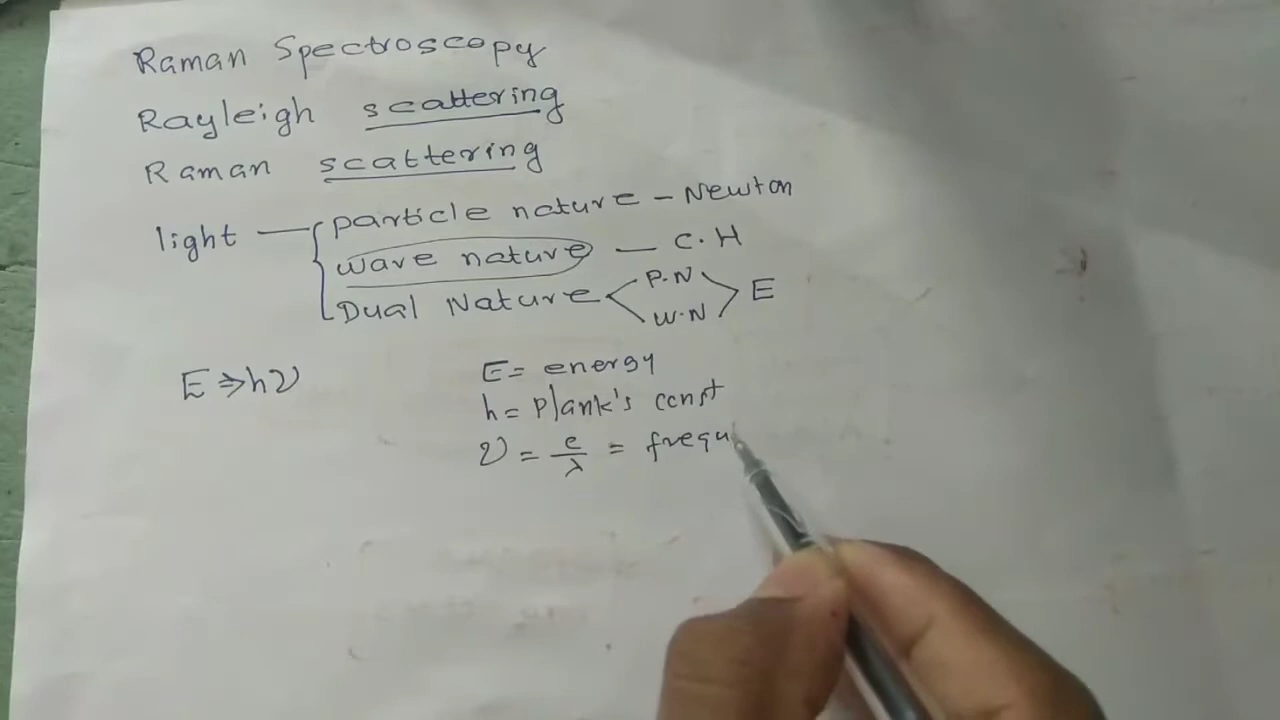 Raman Spectroscopy
Rayleigh scattering
Raman scattering
light — particle nature - Newton
wave nature — C.H
Dual Nature < P.N W.N > E
E ⇒ hν
E = energy
h = Plank's const
ν = c/λ = frequ